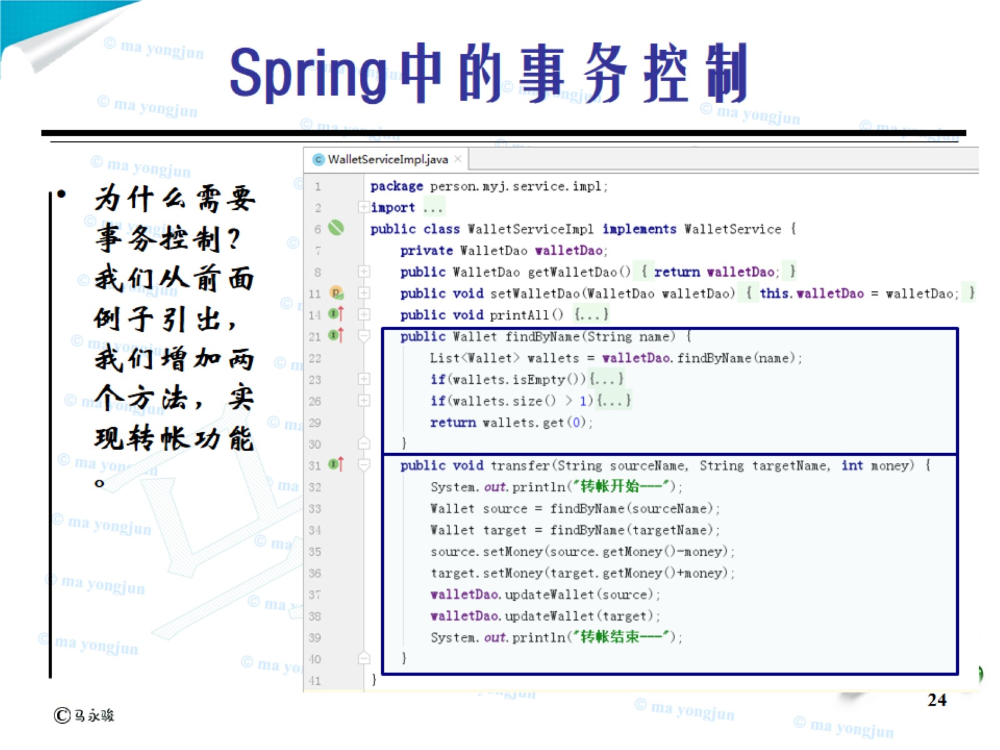 Spring中的事务控制
• 为什么需要
事务控制？
我们从前面
例子引出，
我们增加两
个方法，实
现转帐功能
。
WalletServiceImpl.java
1 package person.myj.service.impl;
2 import ...
6 public class WalletServiceImpl implements WalletService {
7 private WalletDao walletDao;
8 public WalletDao getWalletDao() { return walletDao; }
11 public void setWalletDao(WalletDao walletDao) { this.walletDao = walletDao; }
14 public void printAll() {...}
21 public Wallet findByName(String name) {
22 List<Wallet> wallets = walletDao.findByName(name);
23 if(wallets.isEmpty()){...}
26 if(wallets.size() > 1){...}
29 return wallets.get(0);
30 }
31 public void transfer(String sourceName, String targetName, int money) {
32 System.out.println("转帐开始---");
33 Wallet source = findByName(sourceName);
34 Wallet target = findByName(targetName);
35 source.setMoney(source.getMoney()-money);
36 target.setMoney(target.getMoney()+money);
37 walletDao.updateWallet(source);
38 walletDao.updateWallet(target);
39 System.out.println("转帐结束---");
40 }
41 }
©马永骏
24
© ma yongjun